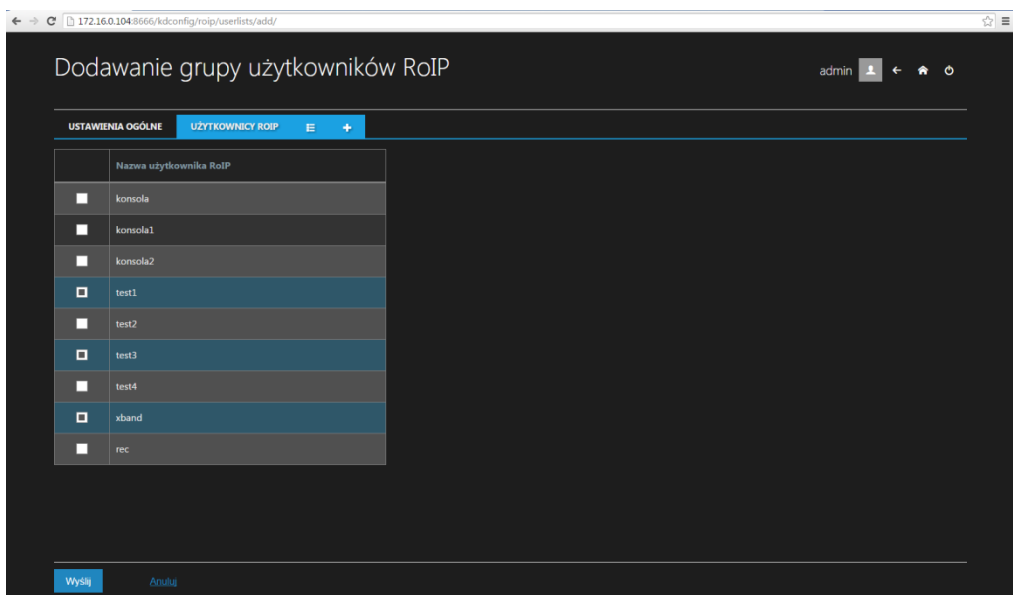 172.16.0.104:8666/kdconfig/roip/userlists/add/
Dodawanie grupy użytkowników RoIP
admin
USTAWIENIA OGÓLNE UŻYTKOWNICY ROIP
Nazwa użytkownika RoIP
konsola
konsola1
konsola2
test1
test2
test3
test4
xband
rec
Wyślij Anuluj